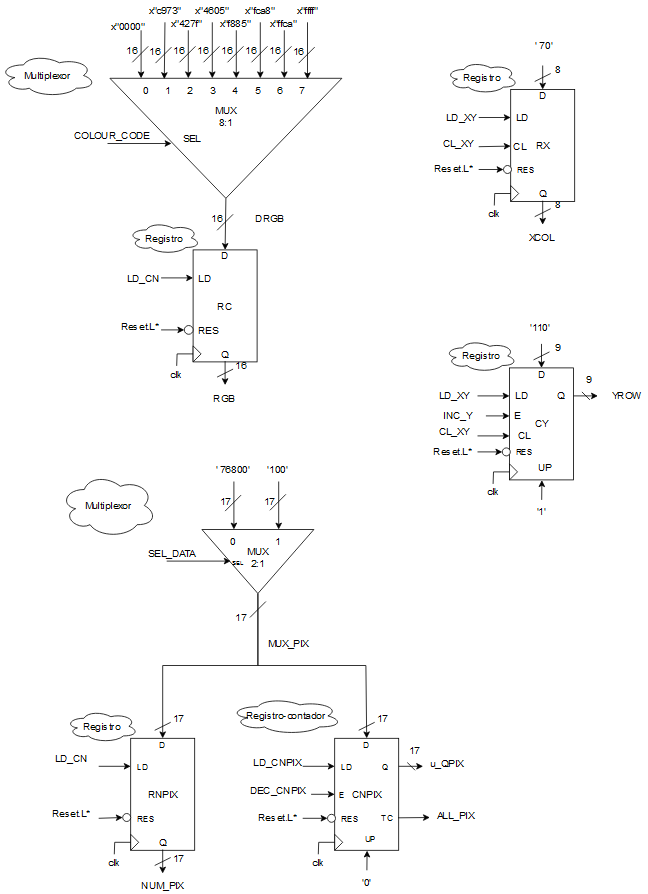 x"0000" x"c973" x"427f" x"4605" x"f885" x"fca8" x"ffca" x"ffff"
16 16 16 16 16 16 16 16
Multiplexor
0 1 2 3 4 5 6 7
MUX
8:1
COLOUR_CODE
SEL
16
DRGB
Registro
D
LD_CN
LD
RC
Reset.L*
RES
Q
clk
16
RGB
'70'
8
Registro
D
LD_XY
LD
CL_XY
CL
RX
Reset.L*
RES
Q
clk
8
XCOL
'110'
9
Registro
D
LD_XY
LD
Q
9
YROW
INC_Y
E
CY
CL_XY
CL
Reset.L*
RES
UP
clk
'1'
'76800' '100'
17 17
Multiplexor
0 1
MUX
2:1
SEL_DATA
SEL
17
MUX_PIX
Registro
17
D
LD_CN
LD
RNPIX
Reset.L*
RES
Q
clk
17
NUM_PIX
Registro-contador
17
D
LD_CNPIX
LD
Q
17
u_QPIX
DEC_CNPIX
E
CNPIX
Reset.L*
RES
TC
ALL_PIX
UP
clk
'0'